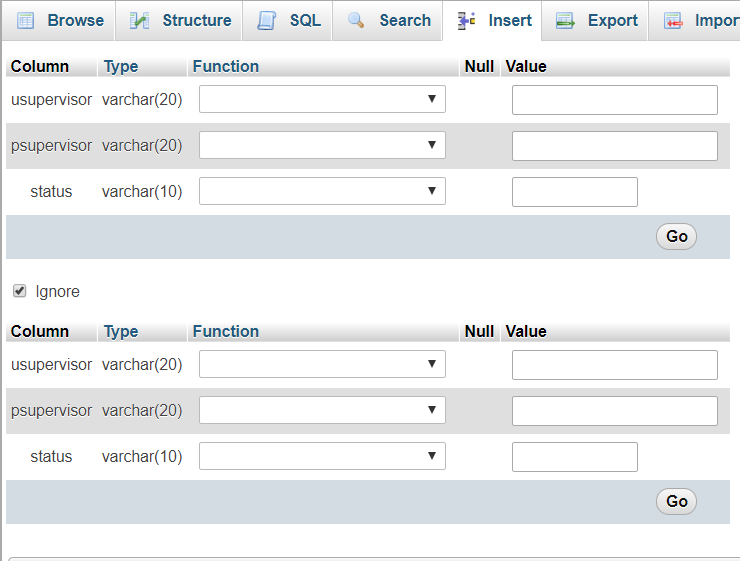 Browse Structure SQL Search Insert Export Impor
Column Type Function Null Value
usupervisor varchar(20)
psupervisor varchar(20)
status varchar(10)
Go
Ignore
Column Type Function Null Value
usupervisor varchar(20)
psupervisor varchar(20)
status varchar(10)
Go